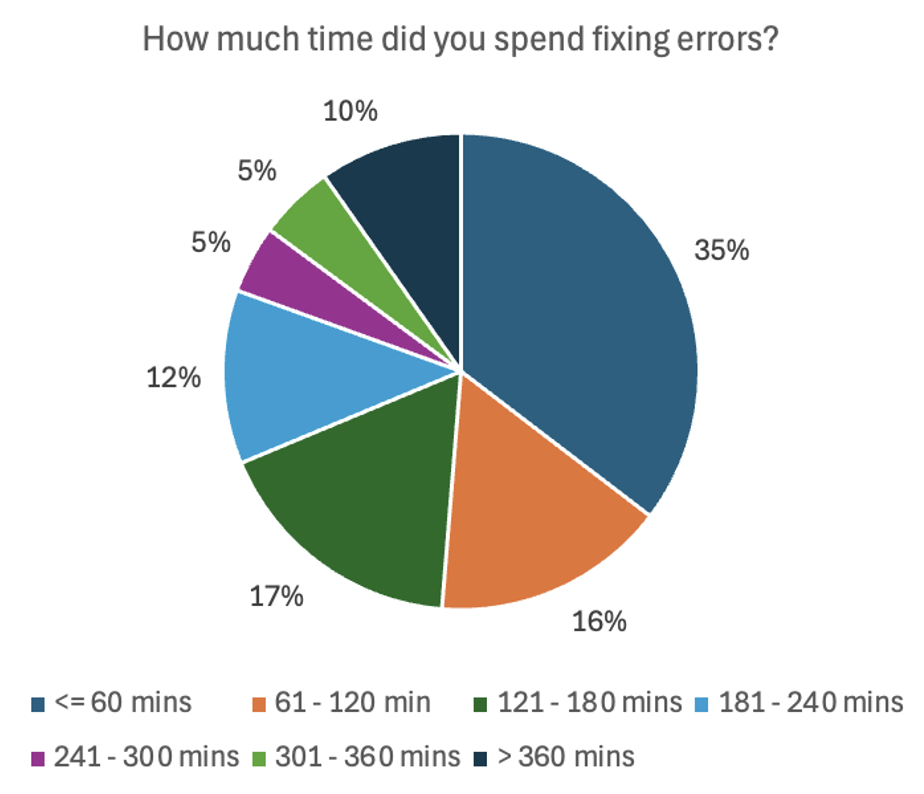 How much time did you spend fixing errors?
10%
5%
5%
35%
12%
17%
16%
<= 60 mins 61 - 120 min 121 - 180 mins 181 - 240 mins
241 - 300 mins 301 - 360 mins > 360 mins